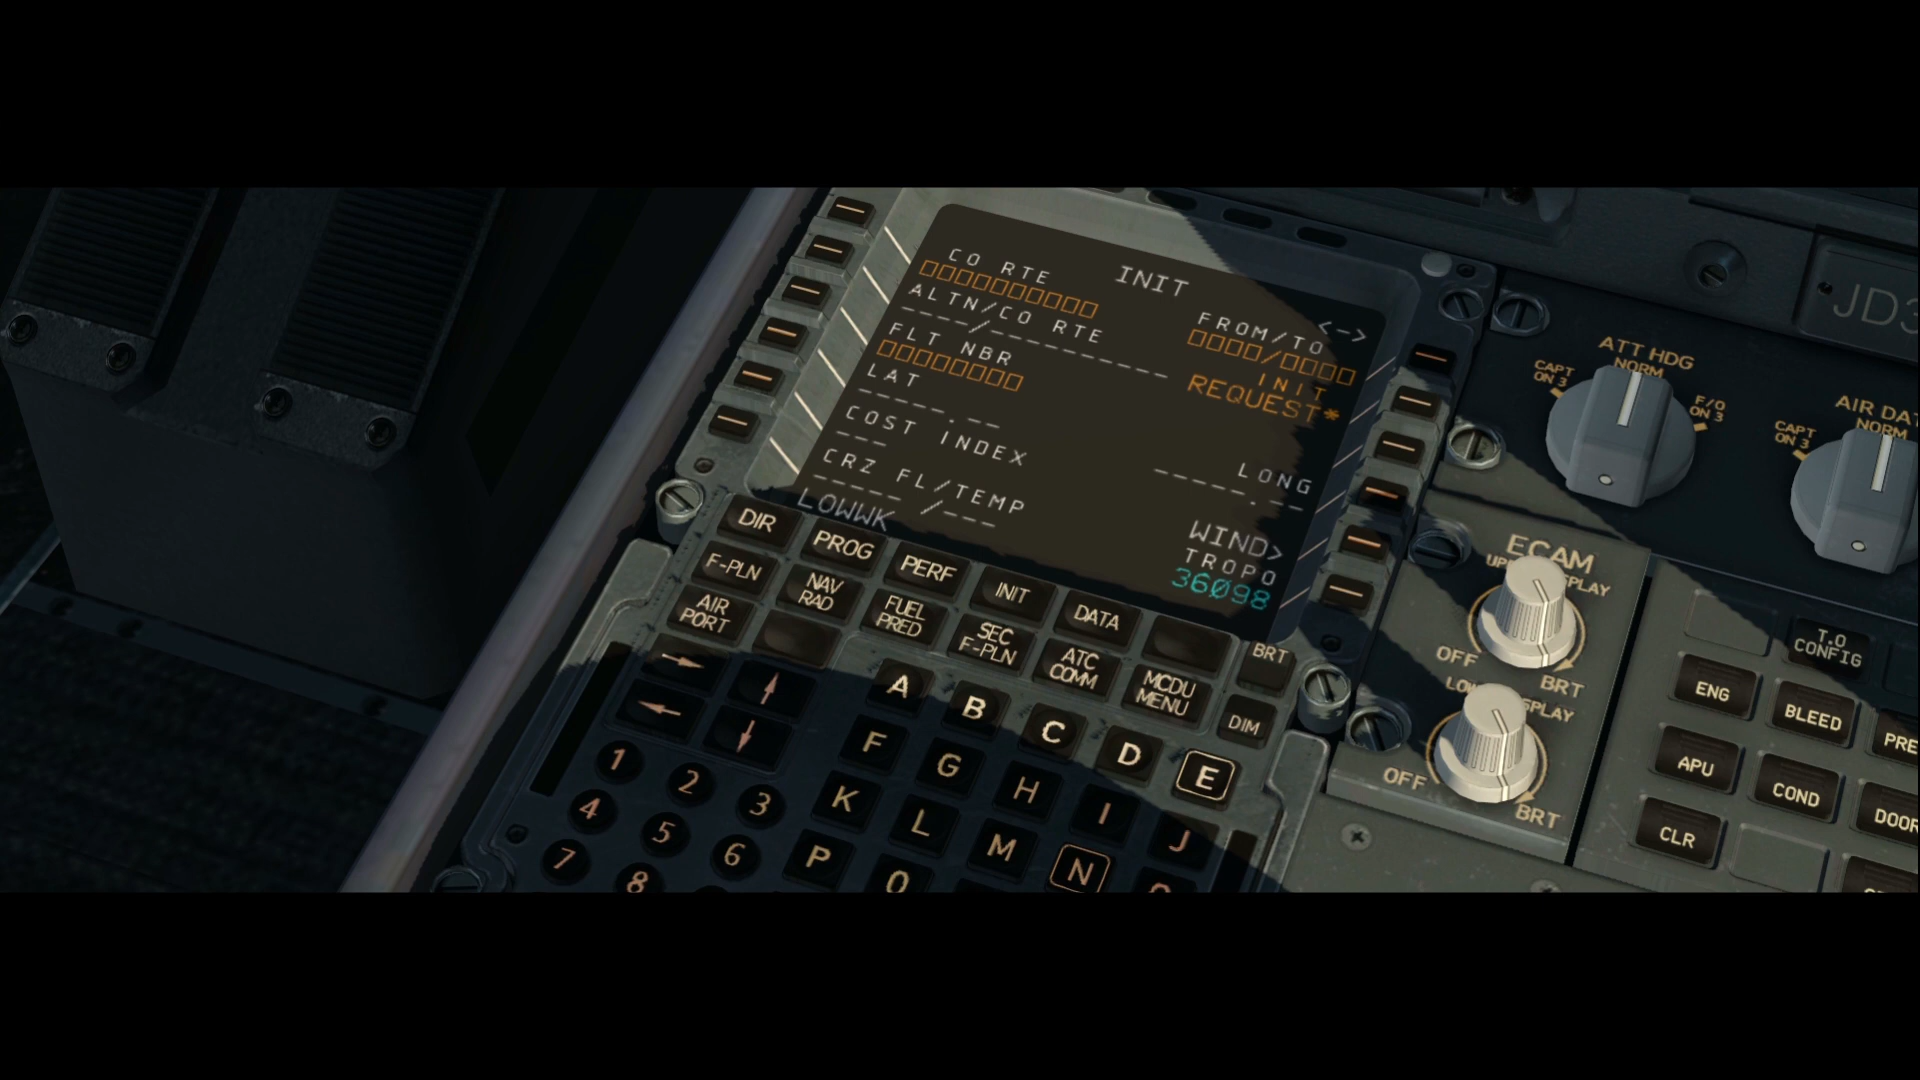 INIT
CO RTE
FROM/TO <->
ALTN/CO RTE
INIT
REQUEST*
FLT NBR
LAT
LONG
COST INDEX
WIND>
CRZ FL/TEMP
TROPO
36098
LOWWK
DIR
PROG
PERF
INIT
DATA
BRT
F-PLN
NAV RAD
FUEL PRED
SEC F-PLN
ATC COMM
MCDU MENU
DIM
AIR PORT
A B C D E
F G H I J
K L M N
P
1 2 3
4 5 6
7 8
JD3
ATT HDG
NORM
CAPT ON 3
F/O ON 3
AIR DAT
NORM
CAPT ON 3
ECAM
OFF
BRT
OFF
BRT
T.O CONFIG
ENG
BLEED
PRE
APU
COND
DOOR
CLR